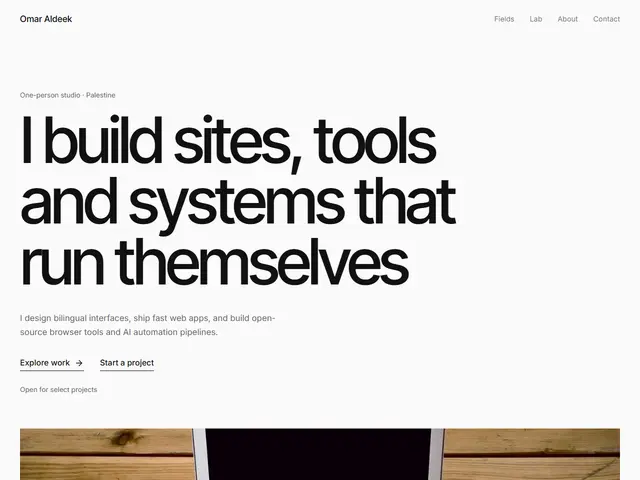 Omar Aldeek
Fields Lab About Contact
One-person studio · Palestine
I build sites, tools
and systems that
run themselves
I design bilingual interfaces, ship fast web apps, and build open-
source browser tools and AI automation pipelines.
Explore work → Start a project
Open for select projects